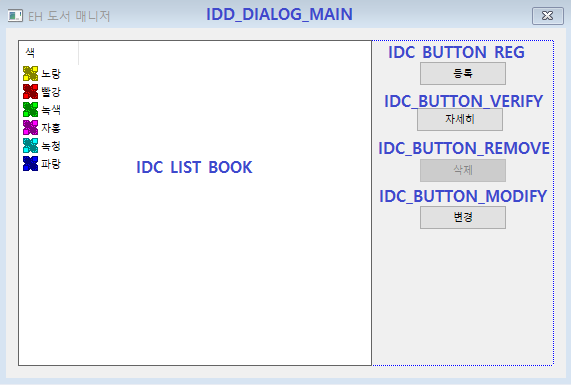 EH 도서 매니저
IDD_DIALOG_MAIN
색
노랑
빨강
녹색
자홍
녹청
파랑
IDC_LIST_BOOK
IDC_BUTTON_REG
등록
IDC_BUTTON_VERIFY
자세히
IDC_BUTTON_REMOVE
삭제
IDC_BUTTON_MODIFY
변경